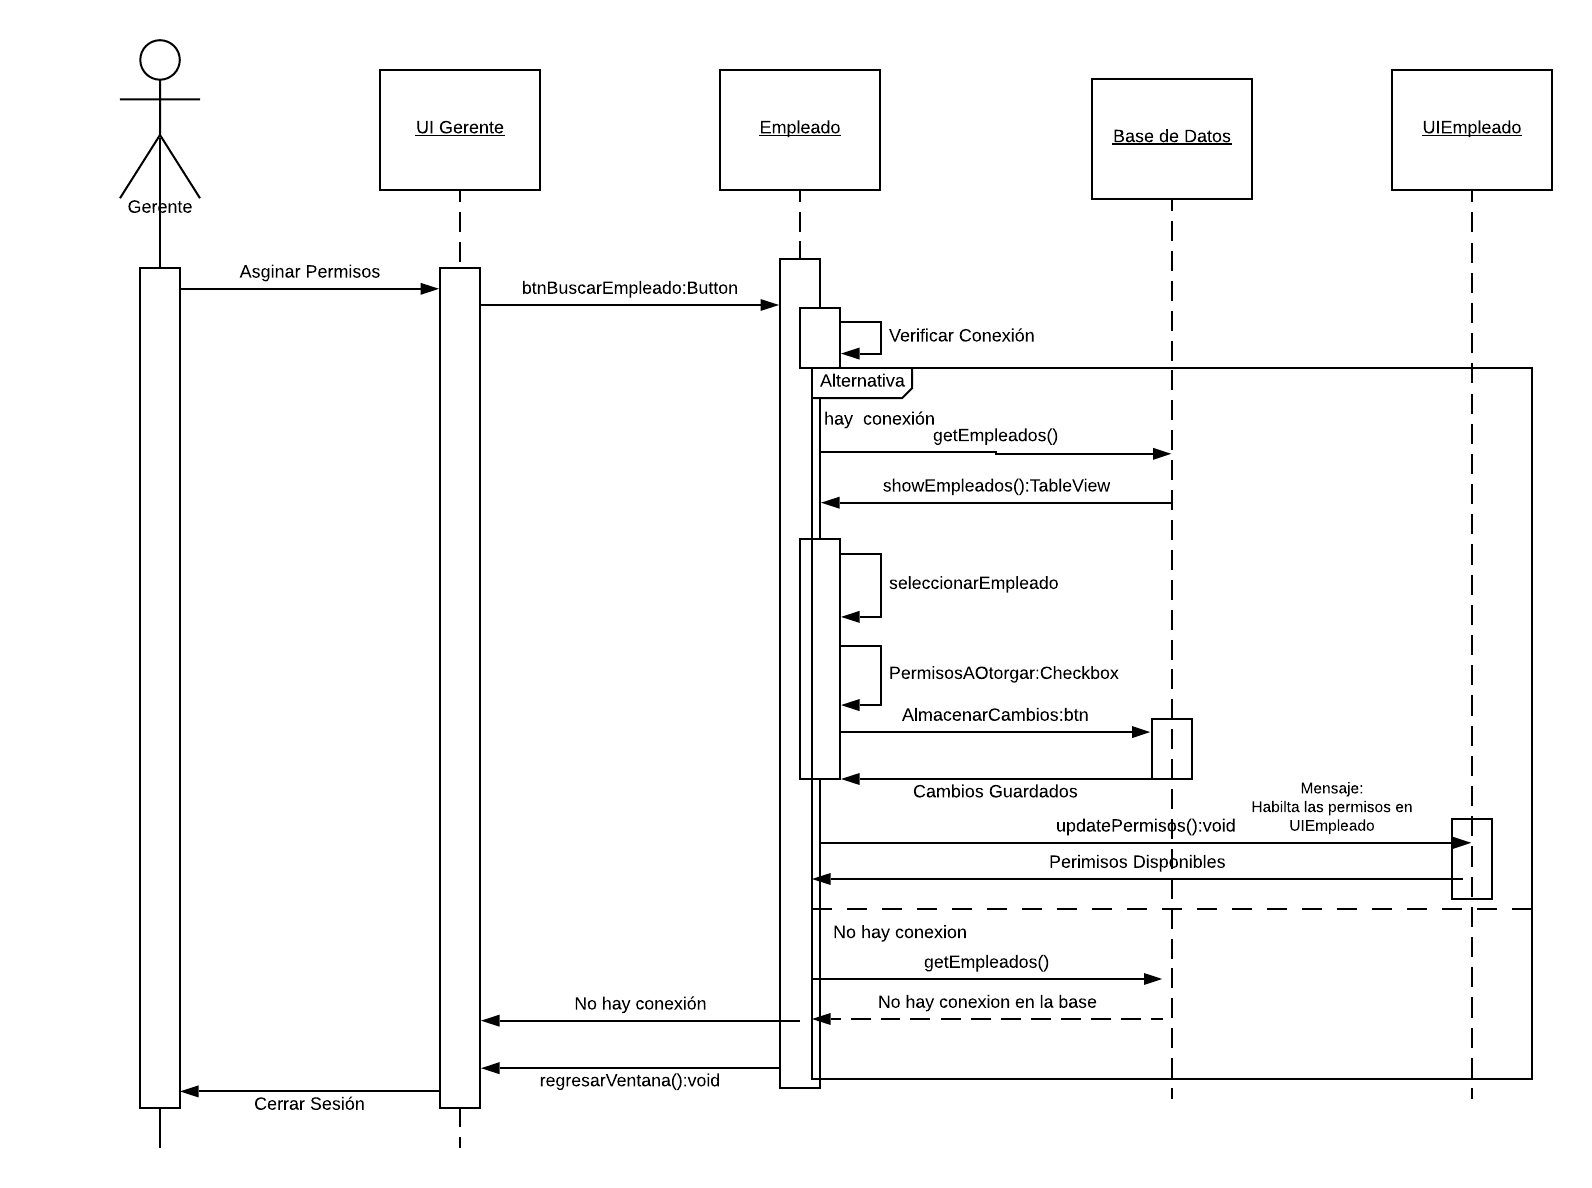 Gerente
UI Gerente
Empleado
Base de Datos
UIEmpleado
Asginar Permisos
btnBuscarEmpleado:Button
Verificar Conexión
Alternativa
hay conexión
getEmpleados()
showEmpleados():TableView
seleccionarEmpleado
PermisosAOtorgar:Checkbox
AlmacenarCambios:btn
Cambios Guardados
Mensaje:
Habilta las permisos en
UIEmpleado
updatePermisos():void
Perimisos Disponibles
No hay conexion
getEmpleados()
No hay conexion en la base
No hay conexión
regresarVentana():void
Cerrar Sesión